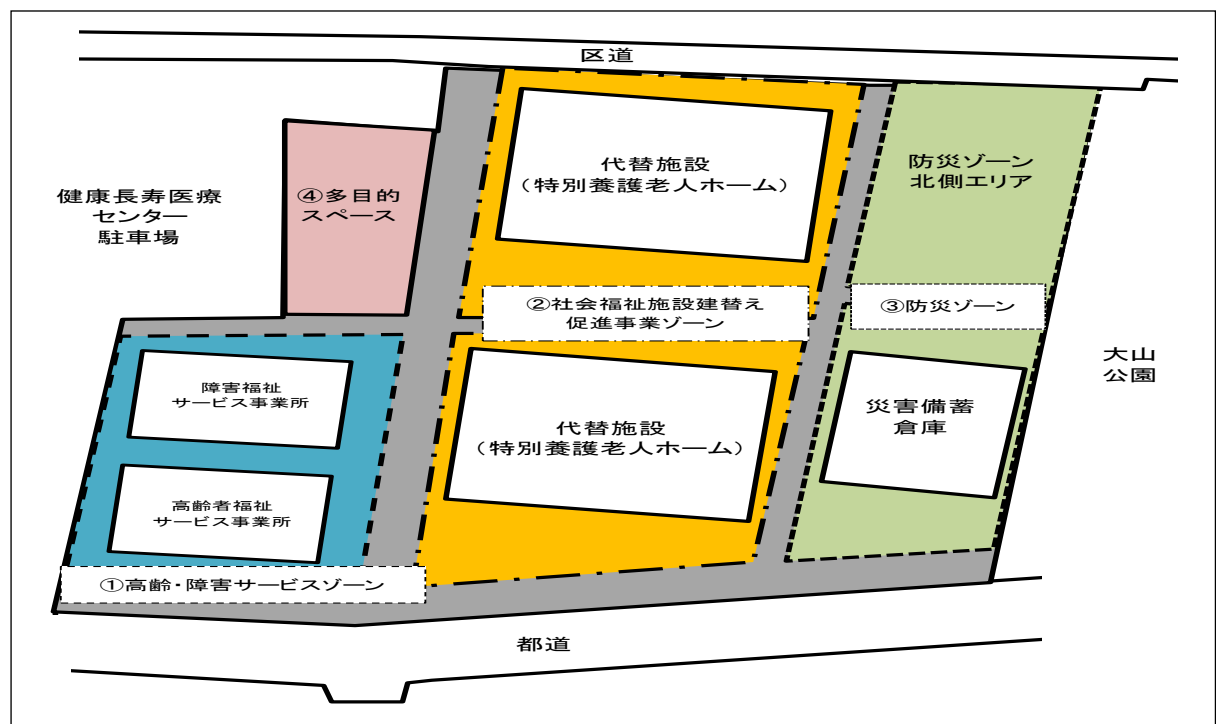 区道
代替施設
（特別養護老人ホーム）
防災ゾーン
北側エリア
④多目的
スペース
健康長寿医療
センター
駐車場
②社会福祉施設建替え
促進事業ゾーン
③防災ゾーン
大山
公園
障害福祉
サービス事業所
代替施設
（特別養護老人ホーム）
災害備蓄
倉庫
高齢者福祉
サービス事業所
①高齢・障害サービスゾーン
都道